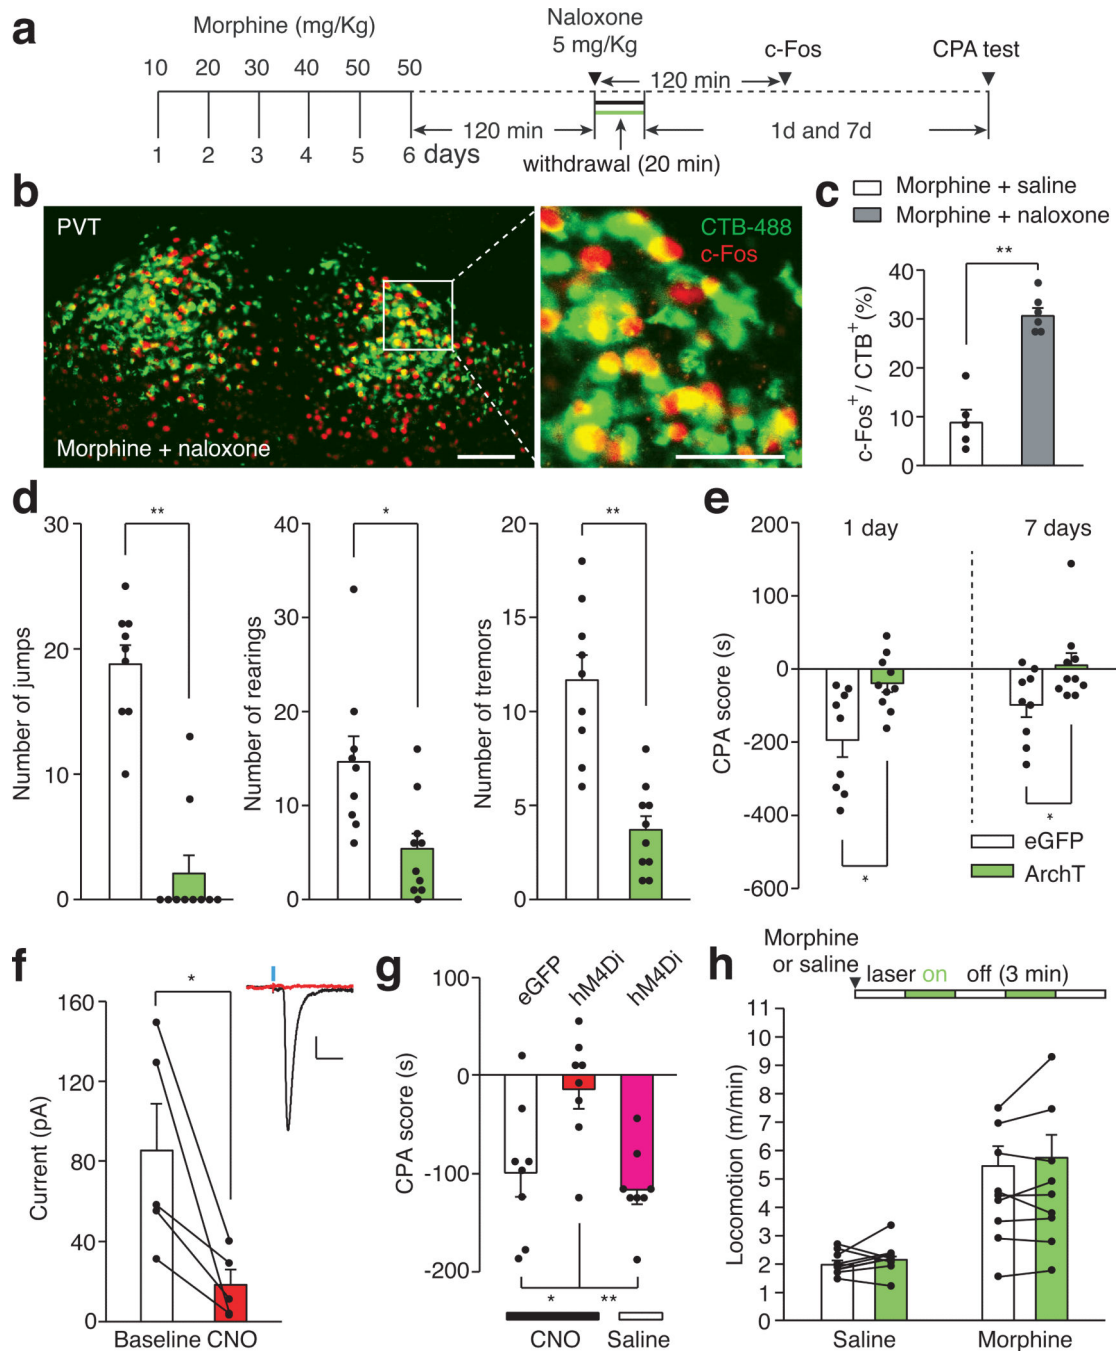 a
Morphine (mg/Kg)
10 20 30 40 50 50
1 2 3 4 5 6 days
120 min
Naloxone
5 mg/Kg
120 min
c-Fos
CPA test
withdrawal (20 min)
1d and 7d
b
PVT
Morphine + naloxone
CTB-488
c-Fos
c
Morphine + saline
Morphine + naloxone
**
c-Fos+ / CTB+ (%)
40
30
20
10
0
d
Number of jumps
30
20
10
0
**
Number of rearings
40
30
20
10
0
*
Number of tremors
20
15
10
5
0
**
e
CPA score (s)
200
100
0
-200
-400
-600
1 day
7 days
*
*
eGFP
ArchT
f
Current (pA)
160
120
80
40
0
*
Baseline CNO
g
CPA score (s)
100
0
-100
-200
eGFP
hM4Di
hM4Di
*
**
CNO
Saline
h
Morphine
or saline
laser on off (3 min)
Locomotion (m/min)
11
10
9
8
7
6
5
4
3
2
1
0
Saline
Morphine